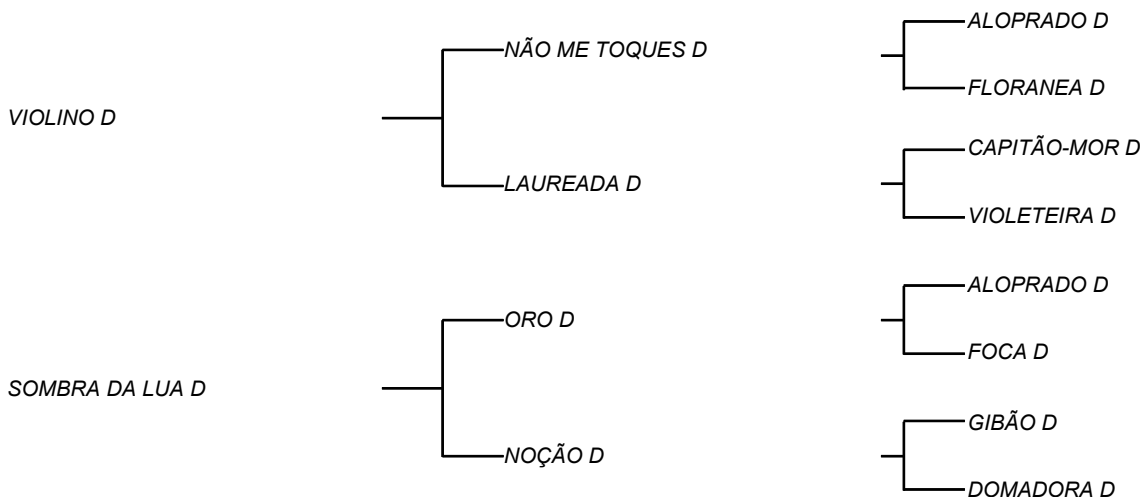 ALOPRADO D
NÃO ME TOQUES D
FLORANEA D
VIOLINO D
CAPITÃO-MOR D
LAUREADA D
VIOLETEIRA D
ALOPRADO D
ORO D
FOCA D
SOMBRA DA LUA D
GIBÃO D
NOÇÃO D
DOMADORA D